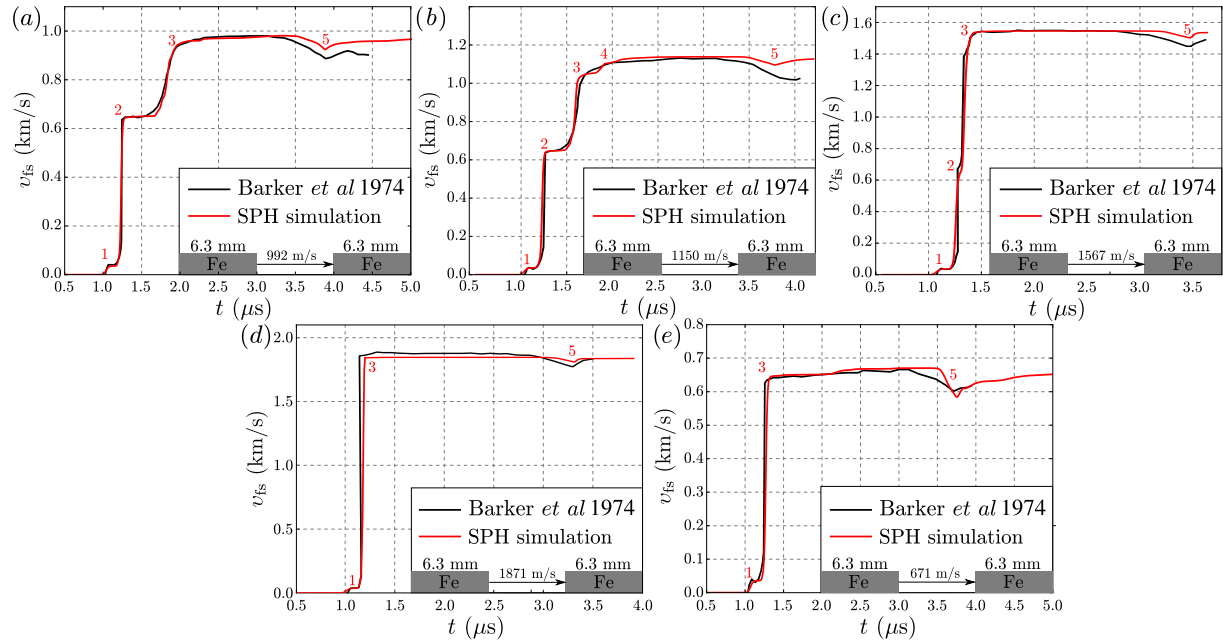 (a)
v_fs (km/s)
1.0
0.8
0.6
0.4
0.2
0.0
1
2
3
5
Barker et al 1974
SPH simulation
6.3 mm
992 m/s
6.3 mm
Fe
Fe
0.5 1.0 1.5 2.0 2.5 3.0 3.5 4.0 4.5 5.0
t (μs)
(b)
v_fs (km/s)
1.2
1.0
0.8
0.6
0.4
0.2
0.0
1
2
3
4
5
Barker et al 1974
SPH simulation
6.3 mm
1150 m/s
6.3 mm
Fe
Fe
0.5 1.0 1.5 2.0 2.5 3.0 3.5 4.0
t (μs)
(c)
v_fs (km/s)
1.6
1.4
1.2
1.0
0.8
0.6
0.4
0.2
0.0
1
2
3
5
Barker et al 1974
SPH simulation
6.3 mm
1567 m/s
6.3 mm
Fe
Fe
0.5 1.0 1.5 2.0 2.5 3.0 3.5
t (μs)
(d)
v_fs (km/s)
2.0
1.5
1.0
0.5
0.0
1
3
5
Barker et al 1974
SPH simulation
6.3 mm
1871 m/s
6.3 mm
Fe
Fe
0.5 1.0 1.5 2.0 2.5 3.0 3.5 4.0
t (μs)
(e)
v_fs (km/s)
0.8
0.7
0.6
0.5
0.4
0.3
0.2
0.1
0.0
1
3
5
Barker et al 1974
SPH simulation
6.3 mm
671 m/s
6.3 mm
Fe
Fe
0.5 1.0 1.5 2.0 2.5 3.0 3.5 4.0 4.5 5.0
t (μs)